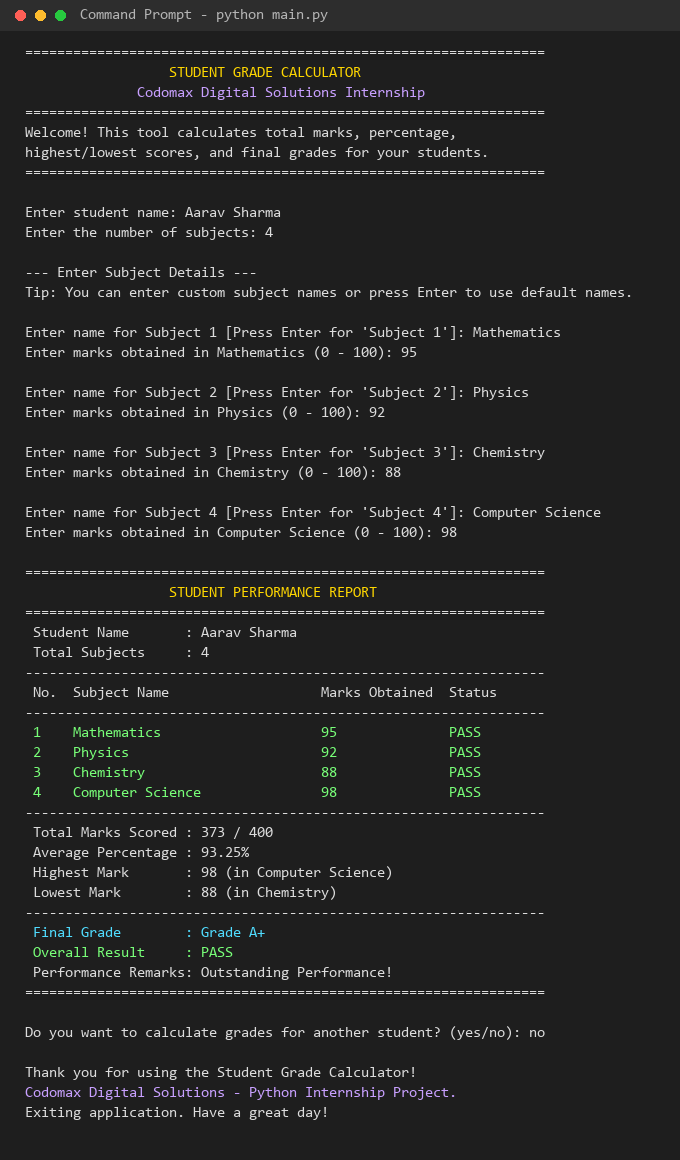 Command Prompt - python main.py
=================================================================
STUDENT GRADE CALCULATOR
Codomax Digital Solutions Internship
=================================================================
Welcome! This tool calculates total marks, percentage,
highest/lowest scores, and final grades for your students.
=================================================================
Enter student name: Aarav Sharma
Enter the number of subjects: 4
--- Enter Subject Details ---
Tip: You can enter custom subject names or press Enter to use default names.
Enter name for Subject 1 [Press Enter for 'Subject 1']: Mathematics
Enter marks obtained in Mathematics (0 - 100): 95
Enter name for Subject 2 [Press Enter for 'Subject 2']: Physics
Enter marks obtained in Physics (0 - 100): 92
Enter name for Subject 3 [Press Enter for 'Subject 3']: Chemistry
Enter marks obtained in Chemistry (0 - 100): 88
Enter name for Subject 4 [Press Enter for 'Subject 4']: Computer Science
Enter marks obtained in Computer Science (0 - 100): 98
=================================================================
STUDENT PERFORMANCE REPORT
=================================================================
Student Name       : Aarav Sharma
Total Subjects     : 4
-----------------------------------------------------------------
No.  Subject Name                   Marks Obtained  Status
-----------------------------------------------------------------
1    Mathematics                    95              PASS
2    Physics                        92              PASS
3    Chemistry                      88              PASS
4    Computer Science               98              PASS
-----------------------------------------------------------------
Total Marks Scored : 373 / 400
Average Percentage : 93.25%
Highest Mark       : 98 (in Computer Science)
Lowest Mark        : 88 (in Chemistry)
-----------------------------------------------------------------
Final Grade        : Grade A+
Overall Result     : PASS
Performance Remarks: Outstanding Performance!
=================================================================
Do you want to calculate grades for another student? (yes/no): no
Thank you for using the Student Grade Calculator!
Codomax Digital Solutions - Python Internship Project.
Exiting application. Have a great day!